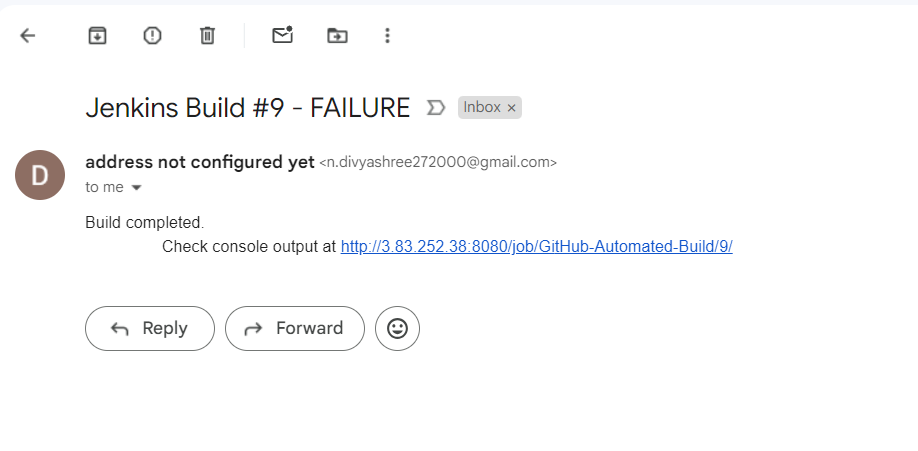 Jenkins Build #9 - FAILURE Inbox ×
D
address not configured yet <n.divyashree272000@gmail.com>
to me
Build completed.
Check console output at http://3.83.252.38:8080/job/GitHub-Automated-Build/9/
Reply Forward